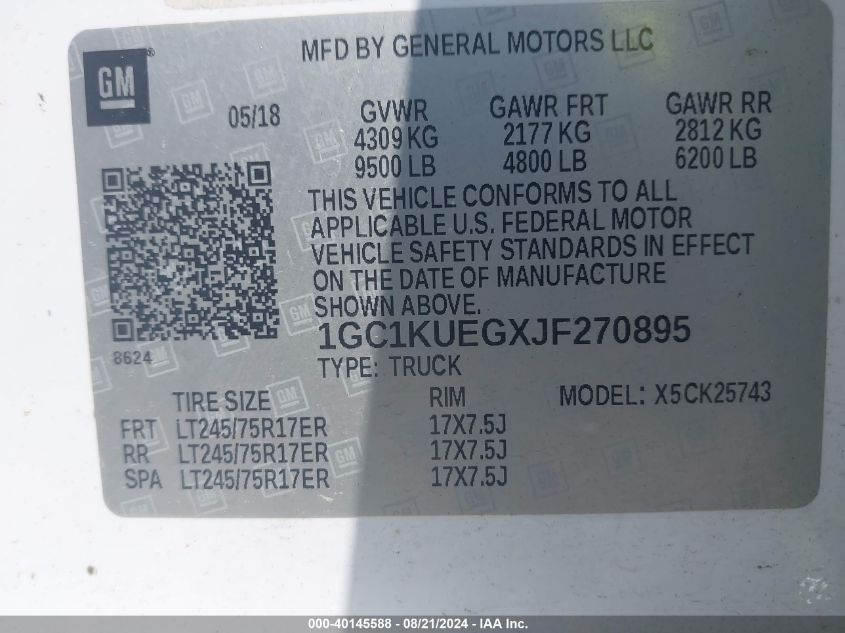 GM
MFD BY GENERAL MOTORS LLC
05/18
GVWR GAWR FRT GAWR RR
4309 KG 2177 KG 2812 KG
9500 LB 4800 LB 6200 LB
THIS VEHICLE CONFORMS TO ALL
APPLICABLE U.S. FEDERAL MOTOR
VEHICLE SAFETY STANDARDS IN EFFECT
ON THE DATE OF MANUFACTURE
SHOWN ABOVE.
8624
1GC1KUEGXJF270895
TYPE: TRUCK
TIRE SIZE RIM MODEL: X5CK25743
FRT LT245/75R17ER 17X7.5J
RR LT245/75R17ER 17X7.5J
SPA LT245/75R17ER 17X7.5J
000-40145588 - 08/21/2024 - IAA Inc.